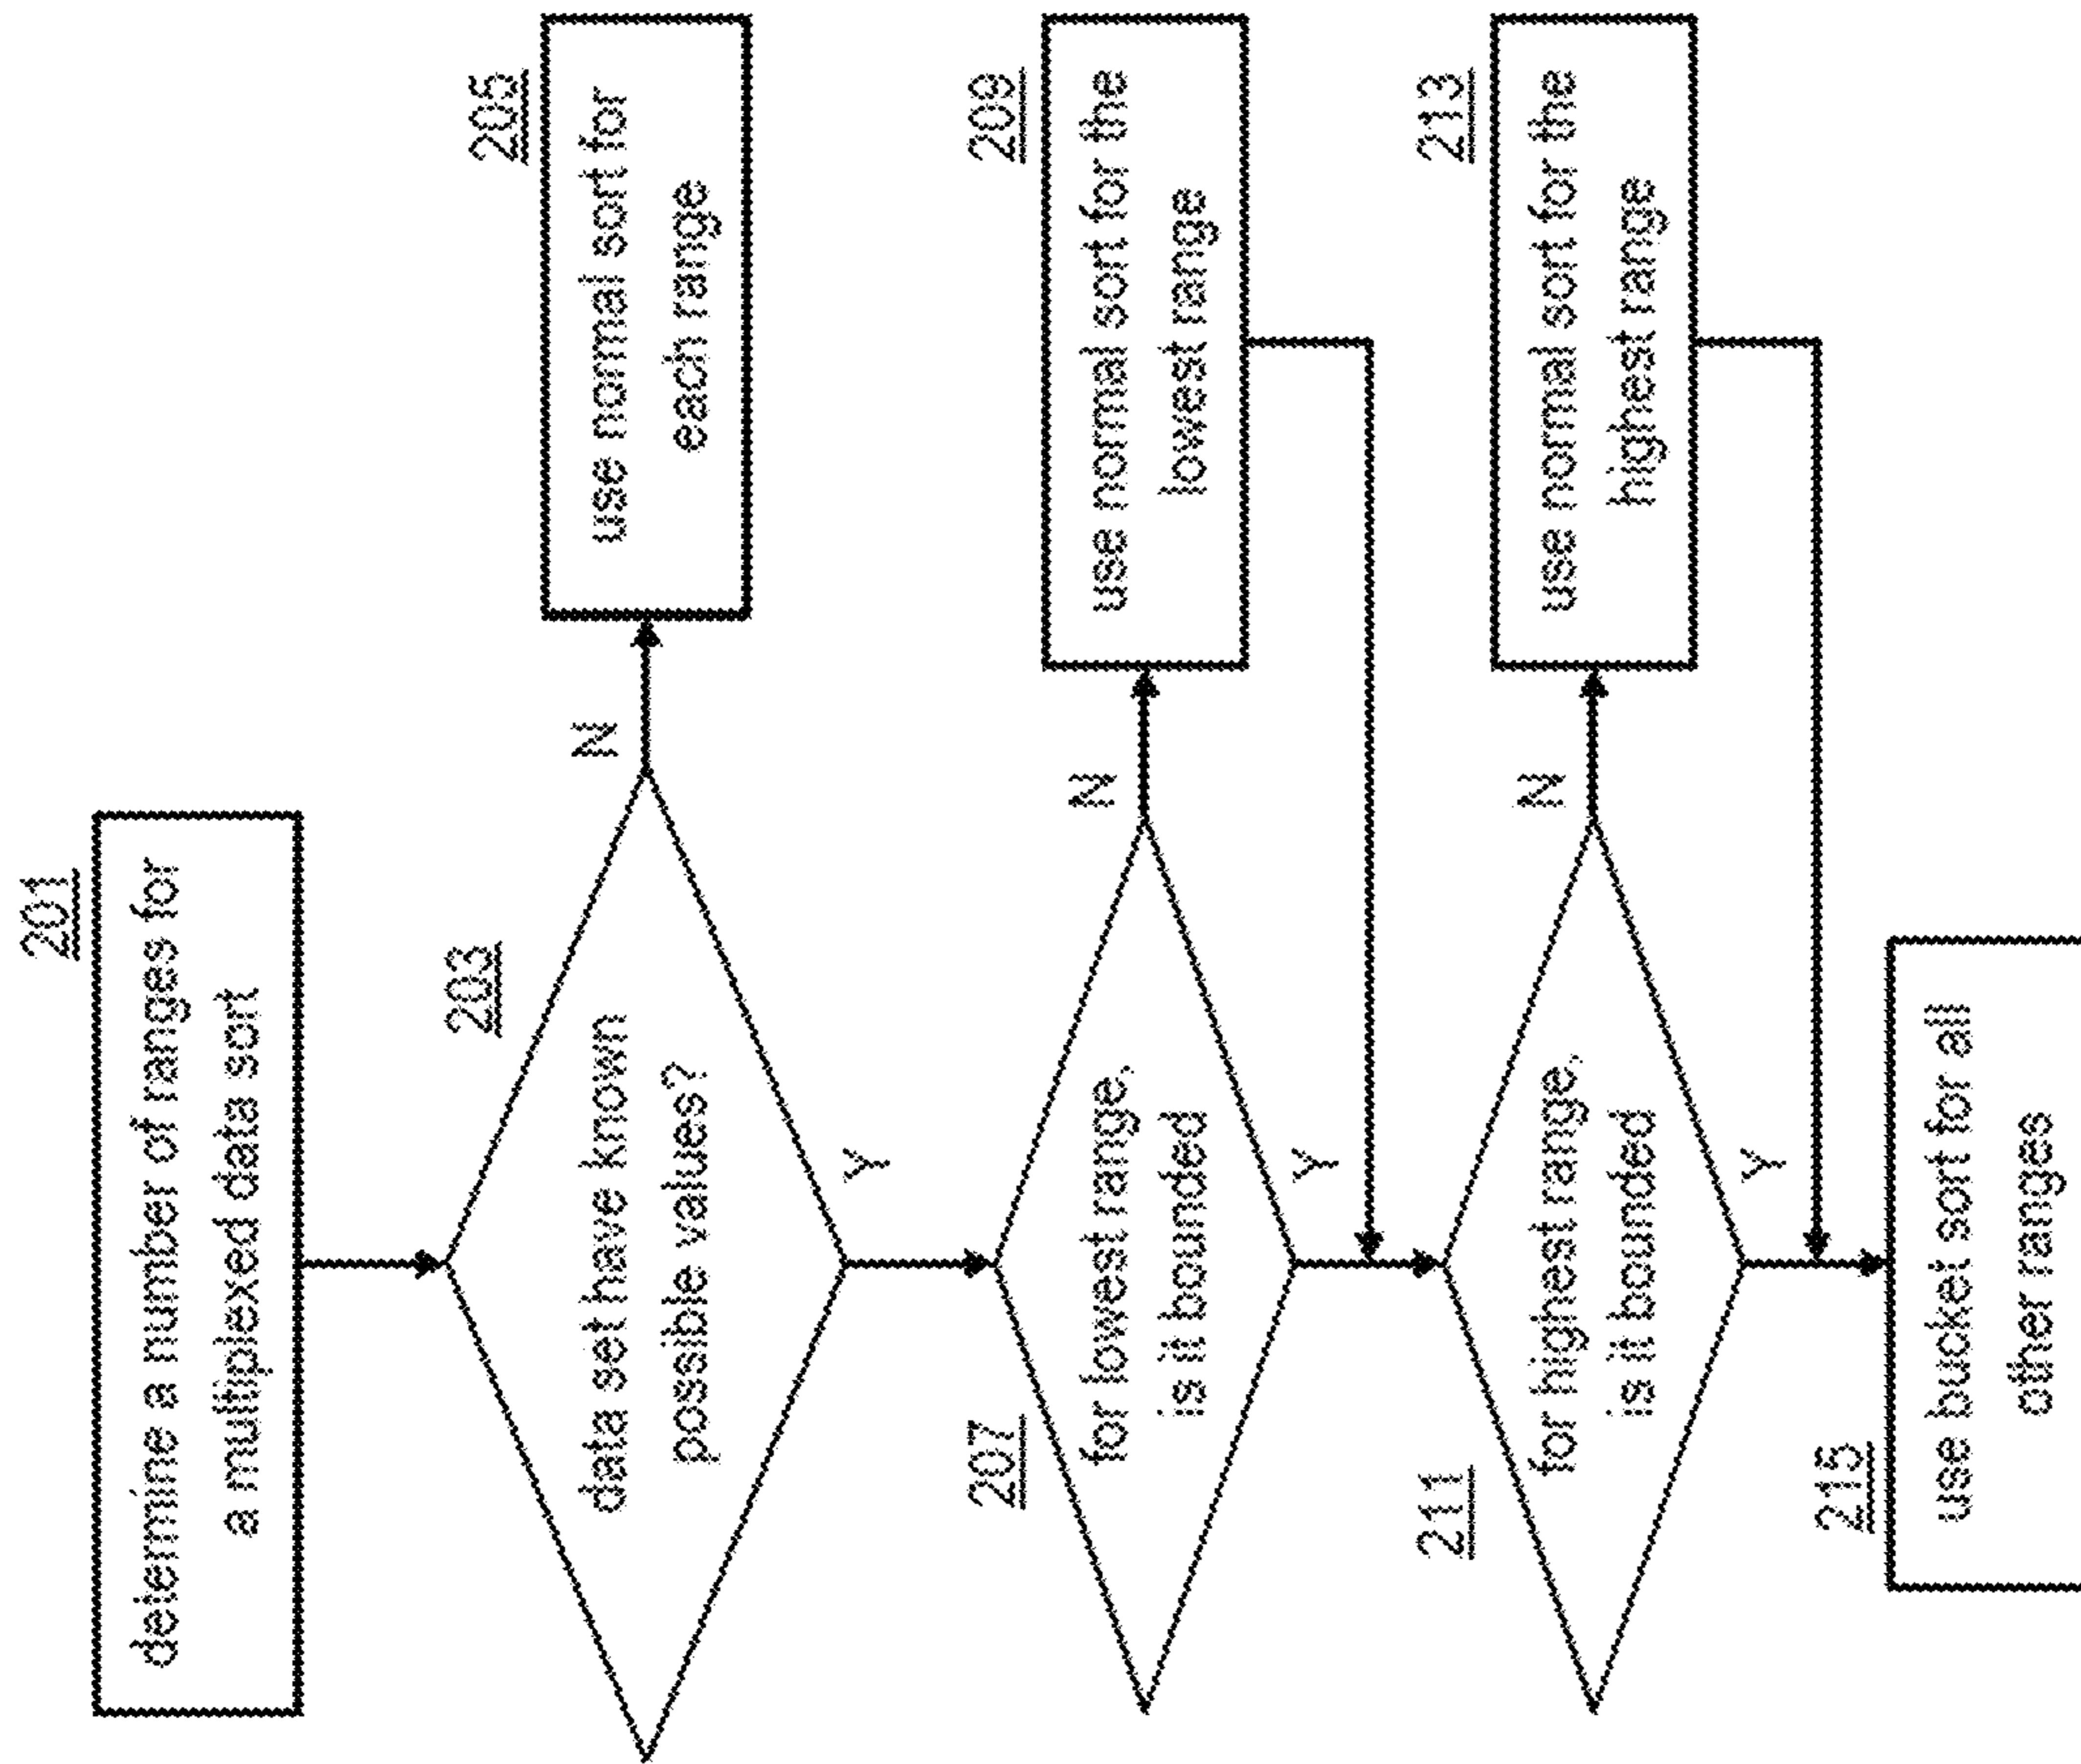 201
determine a number of ranges for
a multiplexed data sort
203
data set have known
possible values?
N
205
use normal sort for
each range
Y
207
for lowest range,
is it bounded
N
209
use normal sort for the
lowest range
Y
211
for highest range,
is it bounded
N
213
use normal sort for the
highest range
Y
215
use bucket sort for all
other ranges